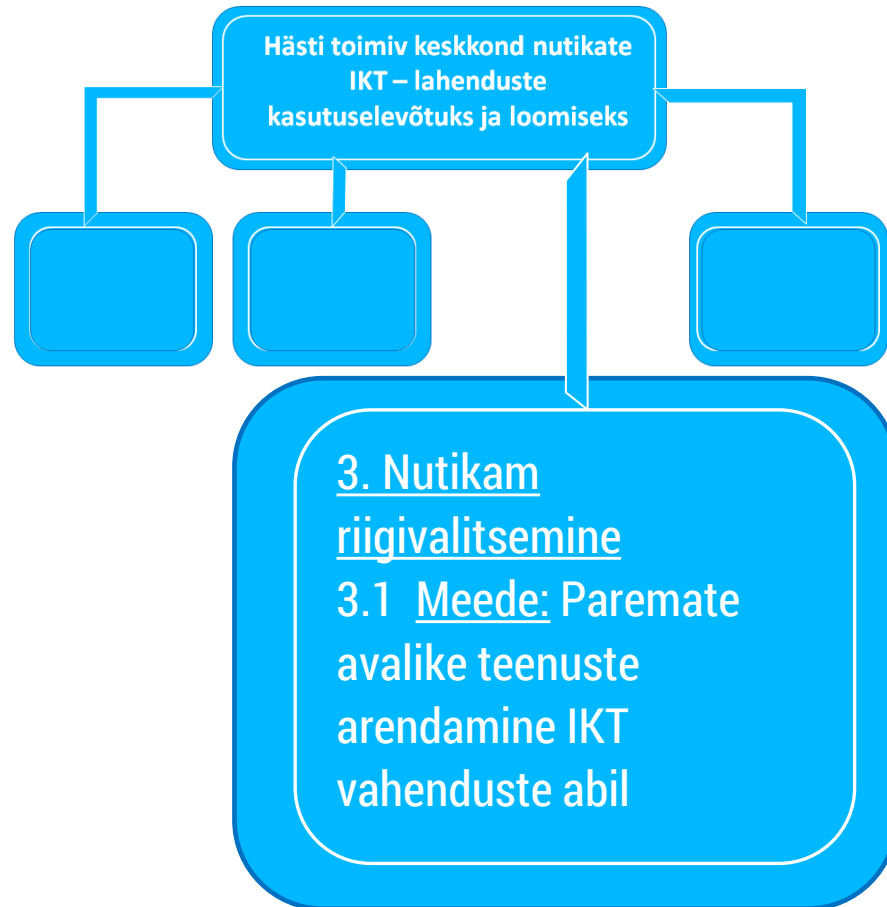 Hästi toimiv keskkond nutikate
IKT – lahenduste
kasutuselevõtuks ja loomiseks
3. Nutikam
riigivalitsemine
3.1 Meede: Paremate
avalike teenuste
arendamine IKT
vahenduste abil